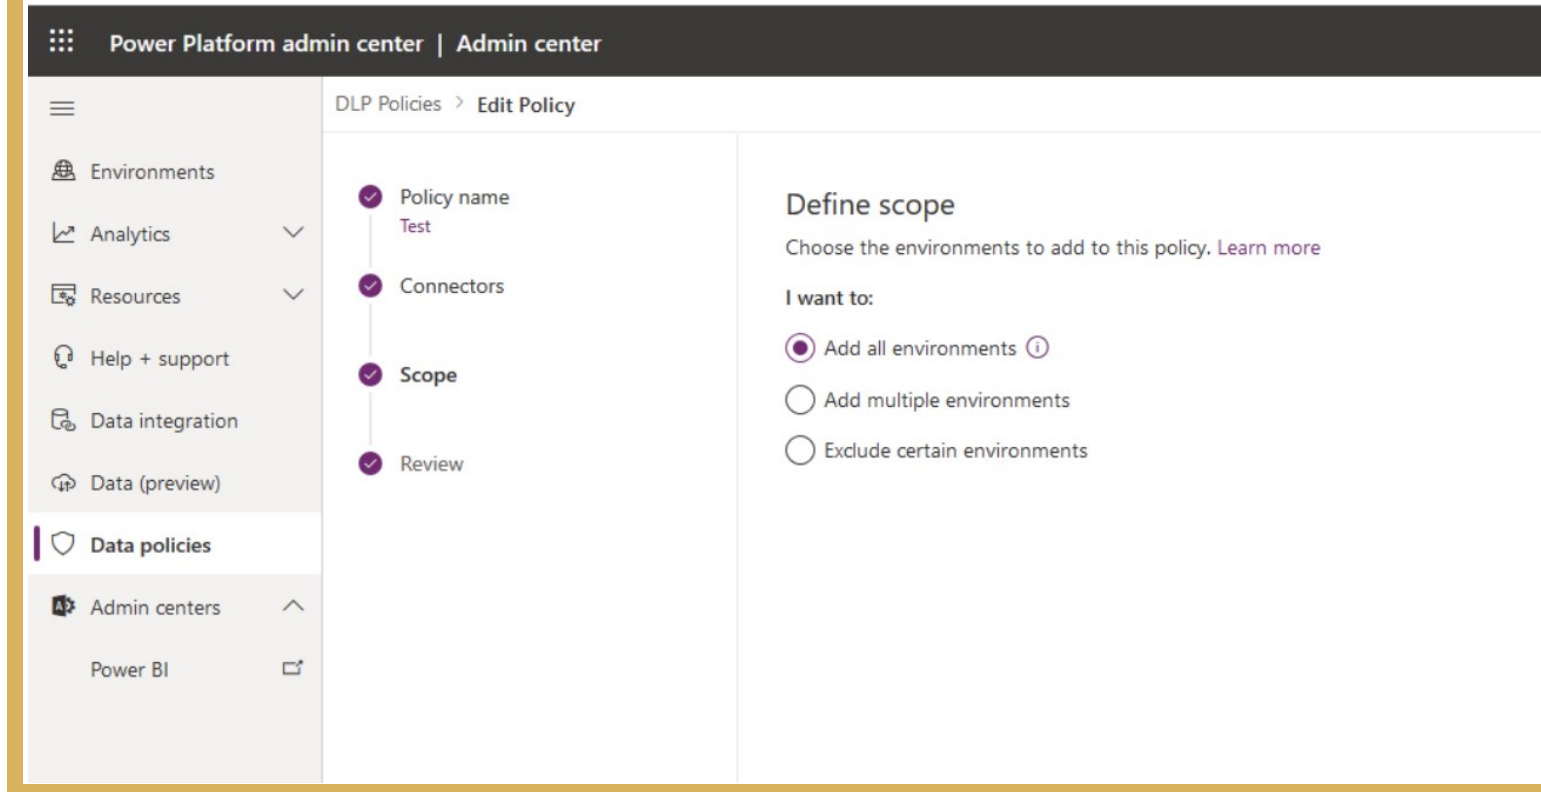 Power Platform admin center | Admin center
DLP Policies > Edit Policy
Environments
Analytics
Resources
Help + support
Data integration
Data (preview)
Data policies
Admin centers
Power BI
Policy name
Test
Connectors
Scope
Review
Define scope
Choose the environments to add to this policy. Learn more
I want to:
Add all environments
Add multiple environments
Exclude certain environments